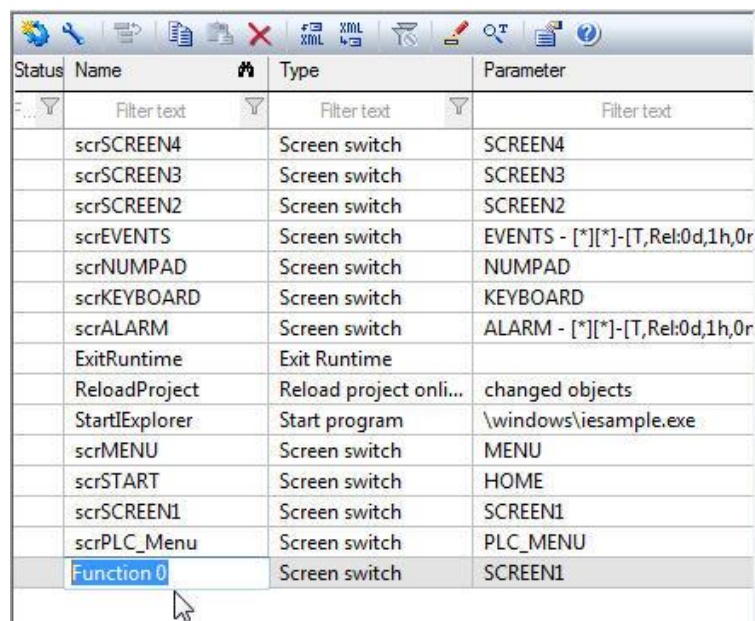 XML XML
Status Name Type Parameter
F... Filter text Filter text Filter text
scrSCREEN4 Screen switch SCREEN4
scrSCREEN3 Screen switch SCREEN3
scrSCREEN2 Screen switch SCREEN2
scrEVENTS Screen switch EVENTS - [*][*]-[T,Rel:0d,1h,0r
scrNUMPAD Screen switch NUMPAD
scrKEYBOARD Screen switch KEYBOARD
scrALARM Screen switch ALARM - [*][*]-[T,Rel:0d,1h,0r
ExitRuntime Exit Runtime
ReloadProject Reload project onli... changed objects
StartIExplorer Start program \windows\iesample.exe
scrMENU Screen switch MENU
scrSTART Screen switch HOME
scrSCREEN1 Screen switch SCREEN1
scrPLC_Menu Screen switch PLC_MENU
Function 0 Screen switch SCREEN1